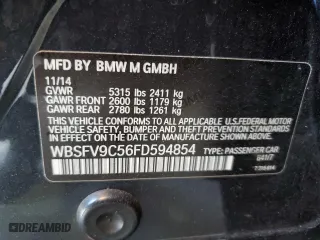 MFD BY BMW M GMBH
11/14
GVWR 5315 lbs 2411 kg
GAWR FRONT 2600 lbs 1179 kg
GAWR REAR 2780 lbs 1261 kg
THIS VEHICLE CONFORMS TO ALL APPLICABLE
FEDERAL MOTOR VEHICLE SAFETY, BUMPER,
AND THEFT PREVENTION STANDARDS IN EFFECT
ON THE DATE OF MANUFACTURE SHOWN ABOVE.
WBSFV9C56FD594854 TYPE: PASSENGER CAR
DREAMBID © DREAMBID.COM